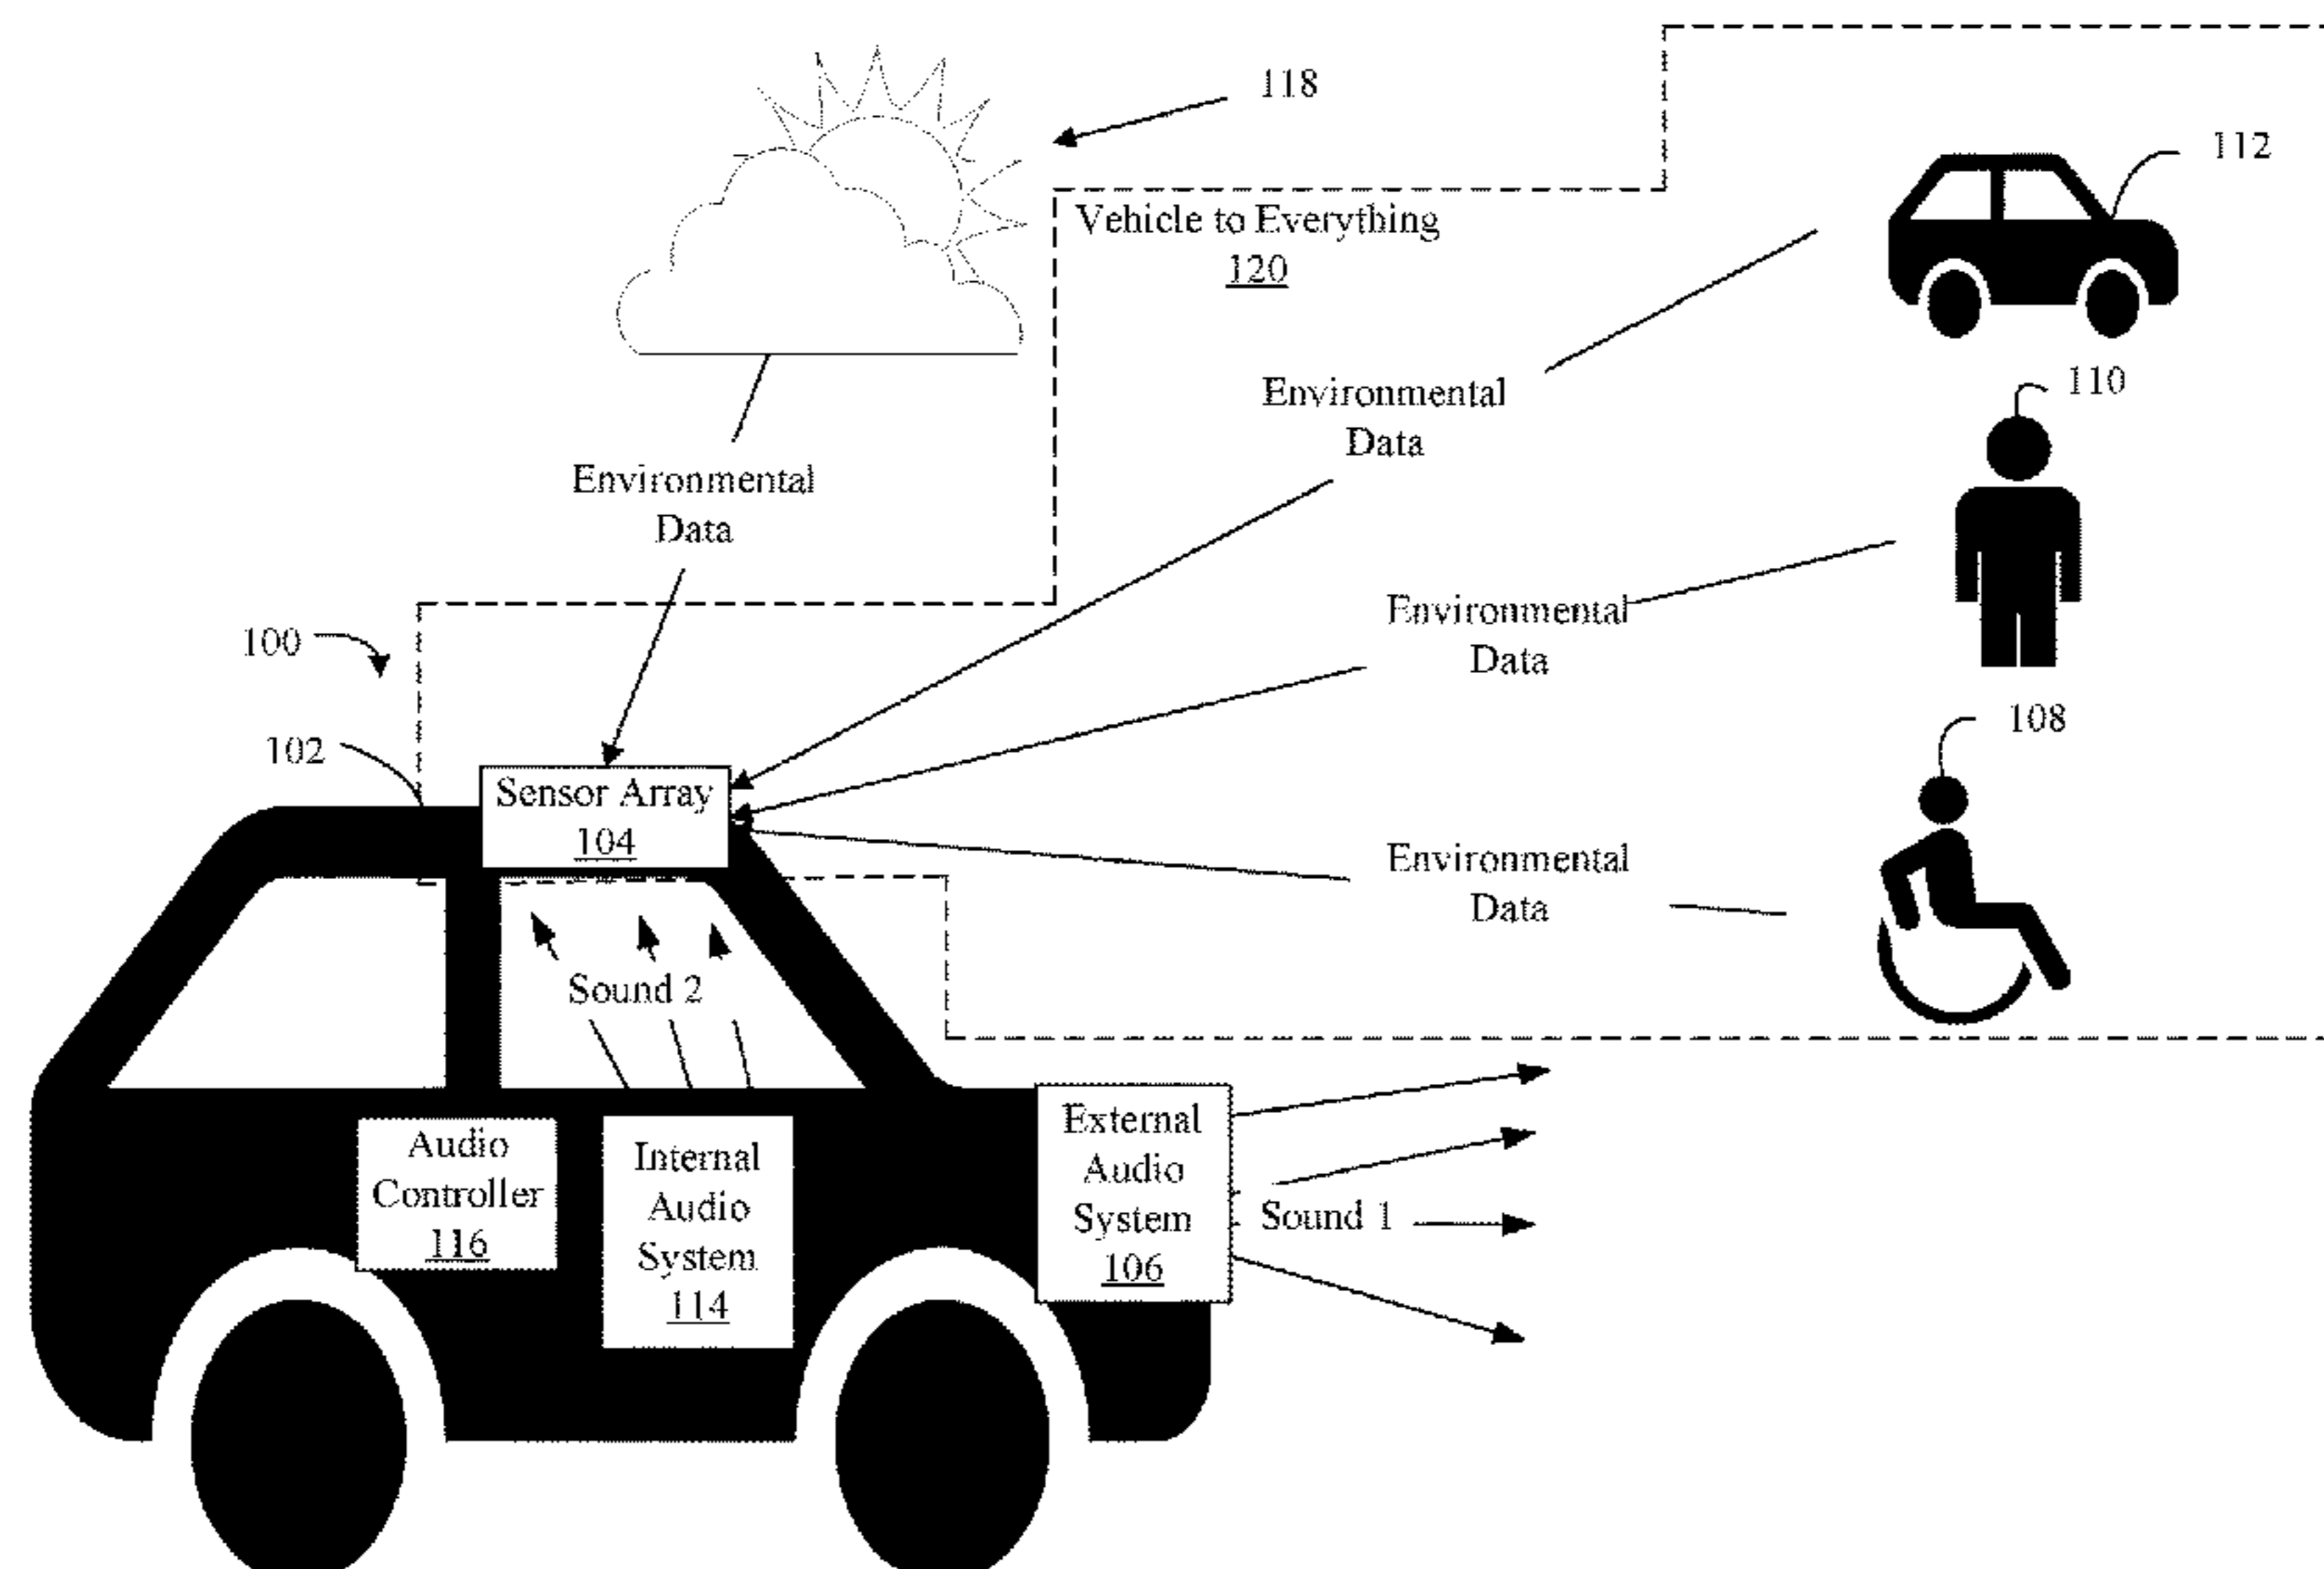 118
112
Vehicle to Everything
120
110
Environmental
Data
Environmental
Data
Environmental
Data
100
108
102
Sensor Array
104
Environmental
Data
Sound 2
External
Audio
System
106
Sound 1
Audio
Controller
116
Internal
Audio
System
114